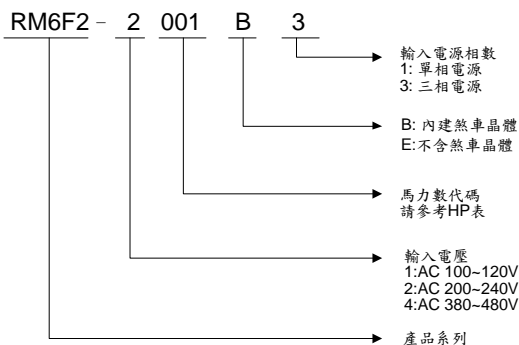 RM6F2 - 2 001 B 3
輸入電源相數
1: 單相電源
3: 三相電源
B: 內建煞車晶體
E:不含煞車晶體
馬力數代碼
請參考HP表
輸入電壓
1:AC 100~120V
2:AC 200~240V
4:AC 380~480V
產品系列